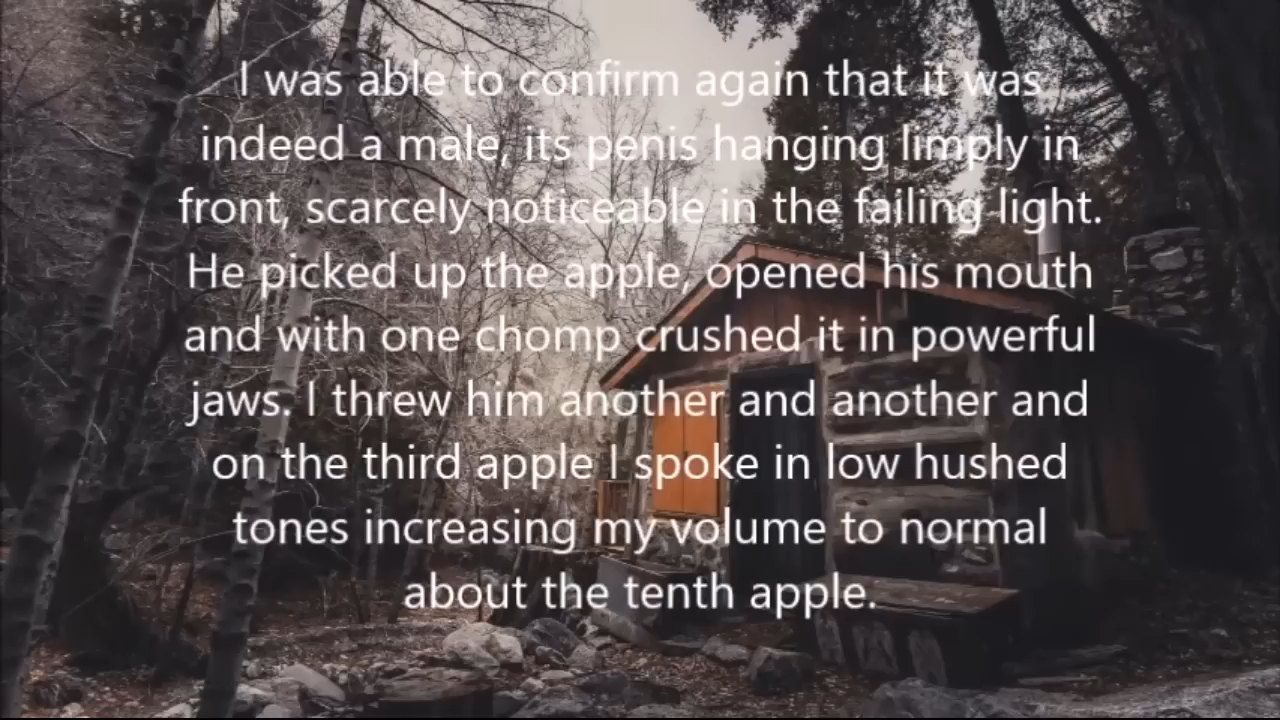 I was able to confirm again that it was
indeed a male, its penis hanging limply in
front, scarcely noticeable in the failing light.
He picked up the apple, opened his mouth
and with one chomp crushed it in powerful
jaws. I threw him another and another and
on the third apple I spoke in low hushed
tones increasing my volume to normal
about the tenth apple.